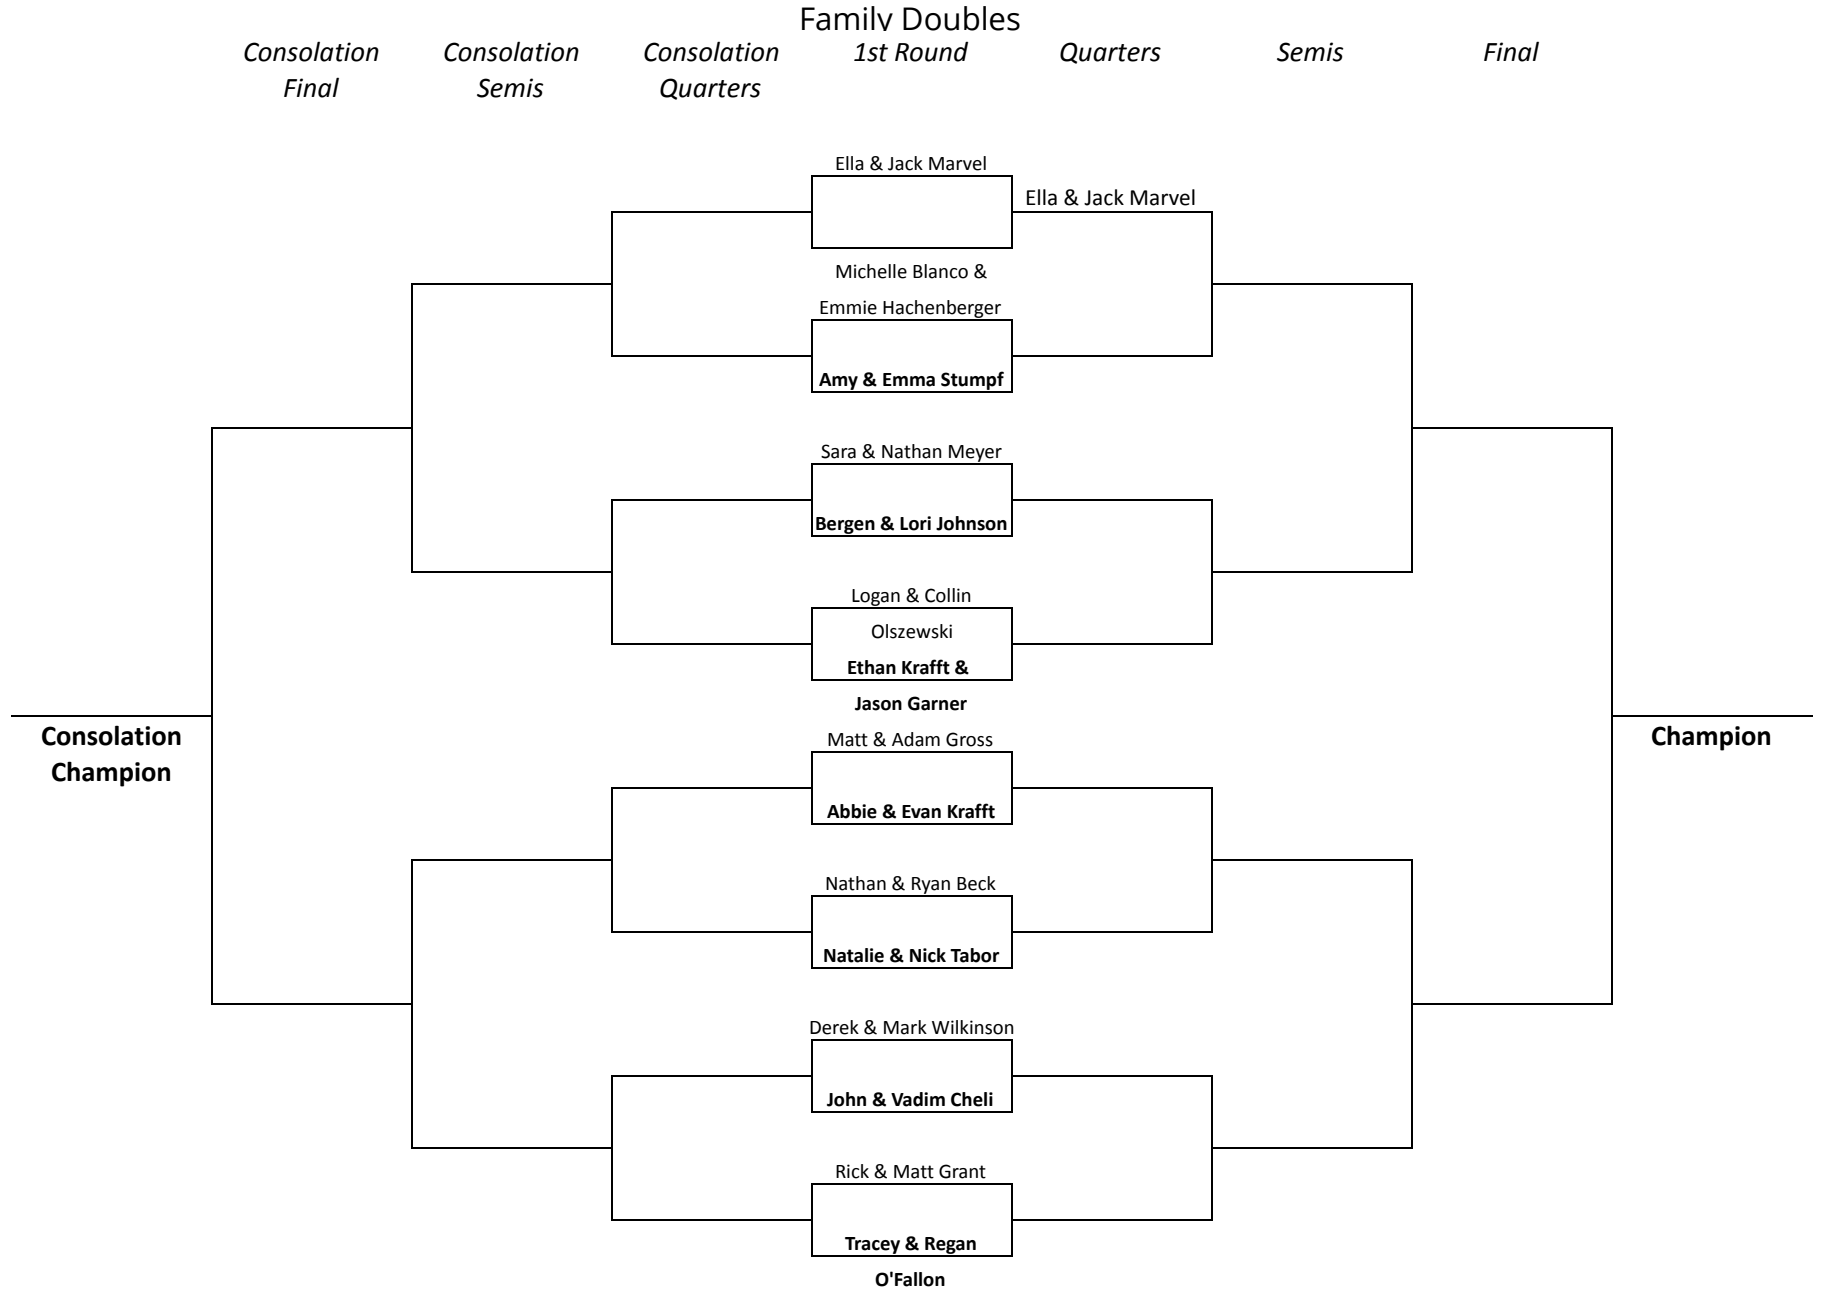 Family Doubles
Consolation Final
Consolation Semis
Consolation Quarters
1st Round
Quarters
Semis
Final
Ella & Jack Marvel
Ella & Jack Marvel
Michelle Blanco &
Emmie Hachenberger
Amy & Emma Stumpf
Sara & Nathan Meyer
Bergen & Lori Johnson
Logan & Collin
Olszewski
Ethan Krafft &
Jason Garner
Consolation
Champion
Champion
Matt & Adam Gross
Abbie & Evan Krafft
Nathan & Ryan Beck
Natalie & Nick Tabor
Derek & Mark Wilkinson
John & Vadim Cheli
Rick & Matt Grant
Tracey & Regan
O'Fallon